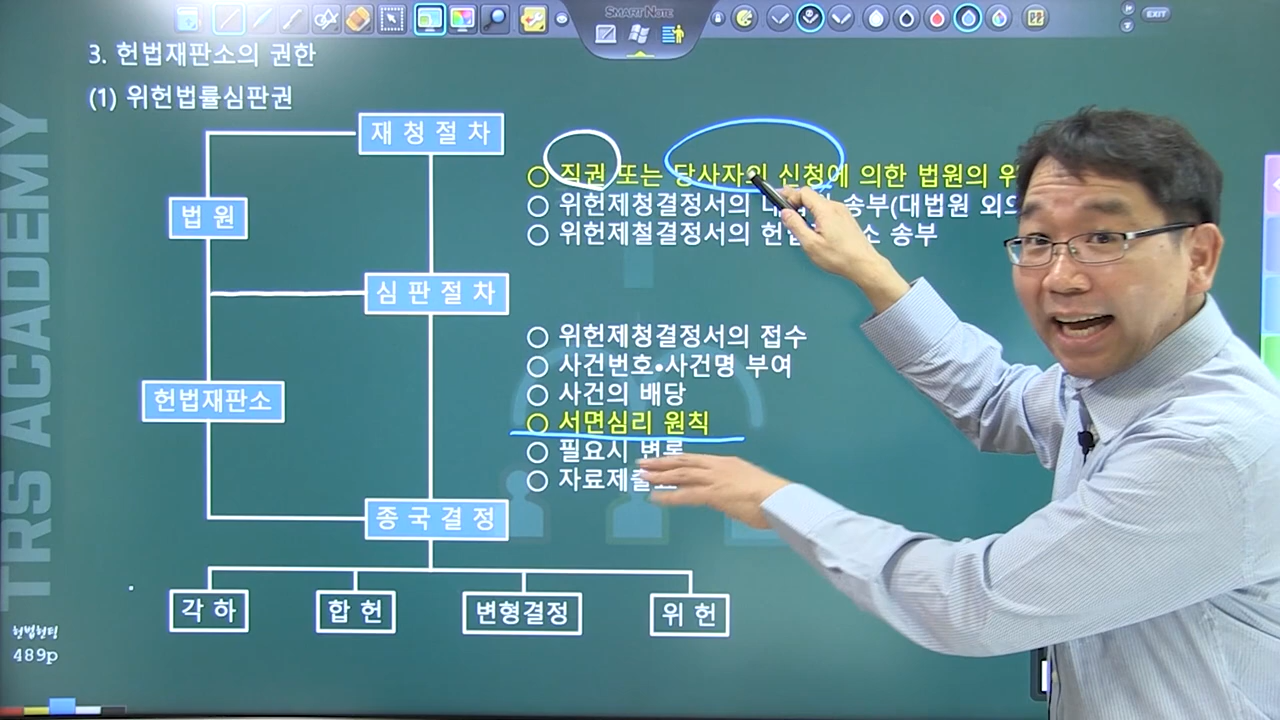 SMART NOTE
EXIT
3. 헌법재판소의 권한
(1) 위헌법률심판권
재청절차
○ 직권 또는 당사자의 신청에 의한 법원의 위
법원
○ 위헌제청결정서의 송부(대법원 외의
○ 위헌제철결정서의 헌법 소 송부
심판절차
○ 위헌제청결정서의 접수
○ 사건번호•사건명 부여
헌법재판소
○ 사건의 배당
○ 서면심리 원칙
○ 필요시 변론
○ 자료제출
종국결정
각하
합헌
변형결정
위헌
TRS ACADEMY
489p